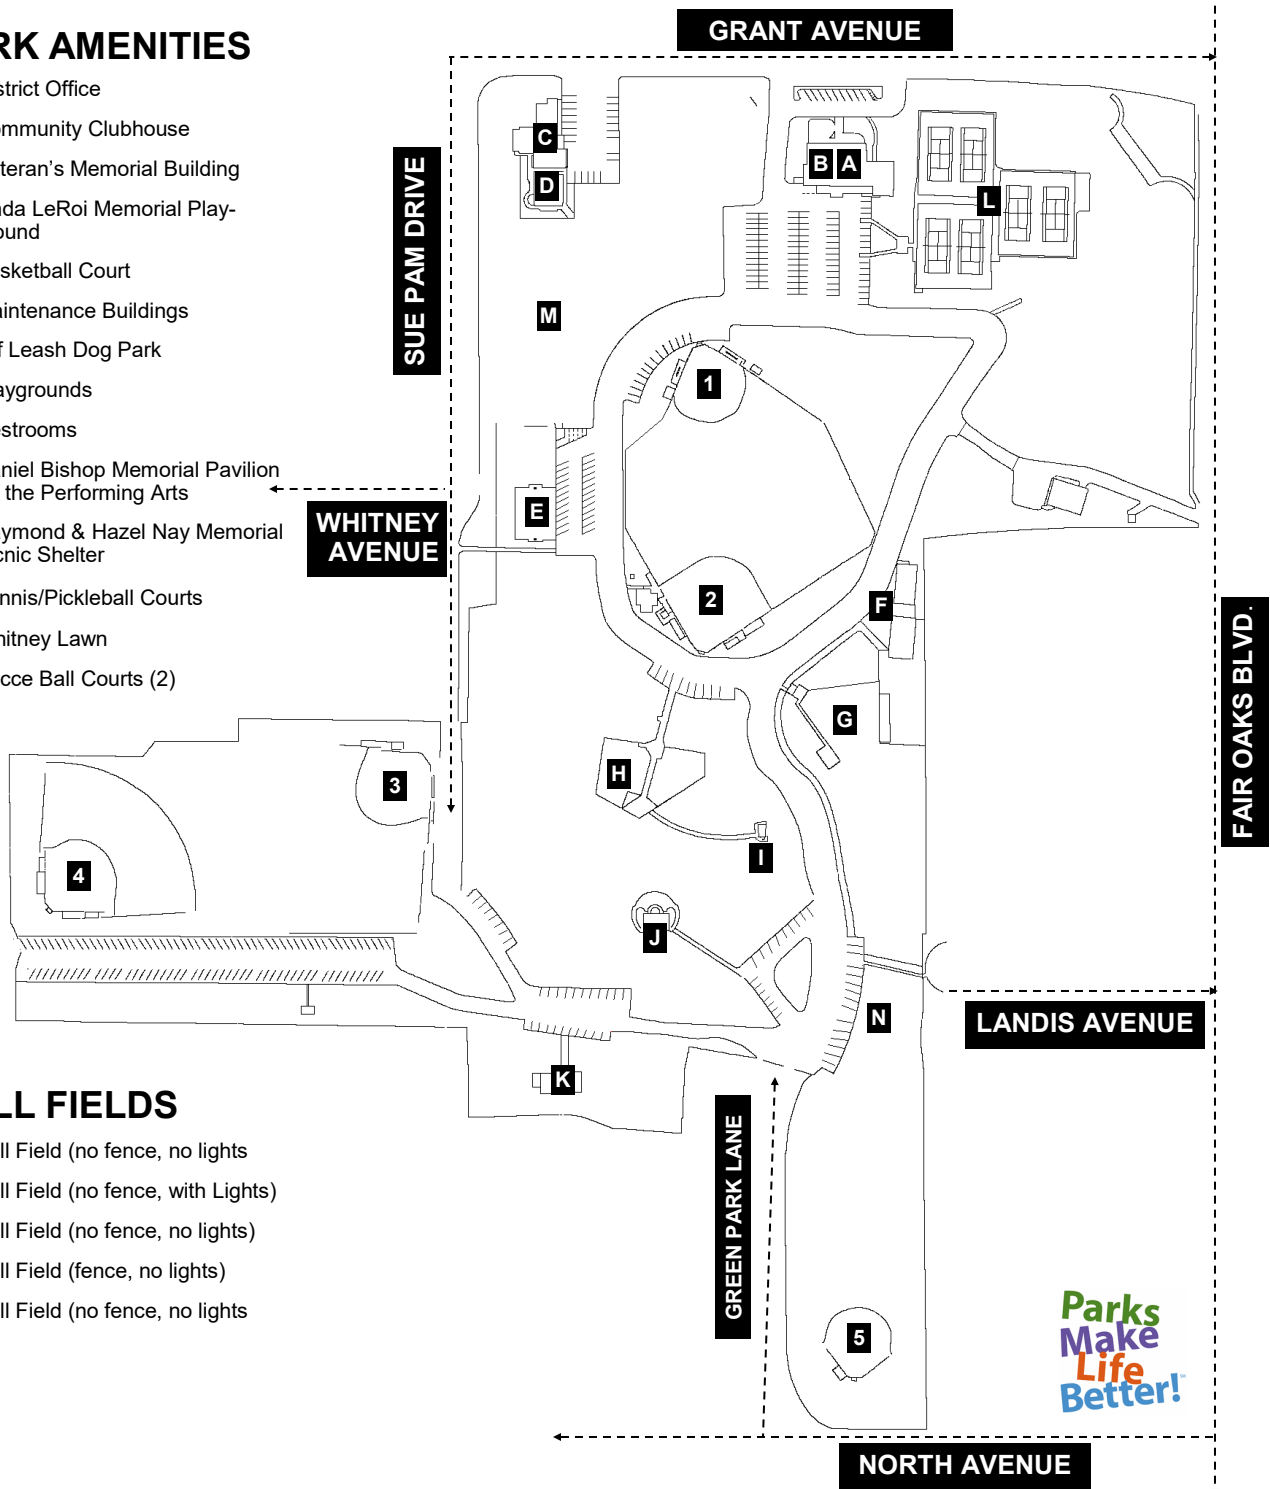 GRANT AVENUE
RK AMENITIES
strict Office
mmunity Clubhouse
teran's Memorial Building
nda LeRoi Memorial Play-
und
sketball Court
intenance Buildings
f Leash Dog Park
aygrounds
estrooms
niel Bishop Memorial Pavilion
the Performing Arts
ymond & Hazel Nay Memorial
cnic Shelter
nnis/Pickleball Courts
hitney Lawn
cce Ball Courts (2)
SUE PAM DRIVE
WHITNEY
AVENUE
C
D
B A
L
M
1
E
2
F
G
H
3
4
I
J
N
K
5
FAIR OAKS BLVD.
LANDIS AVENUE
GREEN PARK LANE
NORTH AVENUE
LL FIELDS
ll Field (no fence, no lights
ll Field (no fence, with Lights)
ll Field (no fence, no lights)
ll Field (fence, no lights)
ll Field (no fence, no lights
Parks
Make
Life
Better!